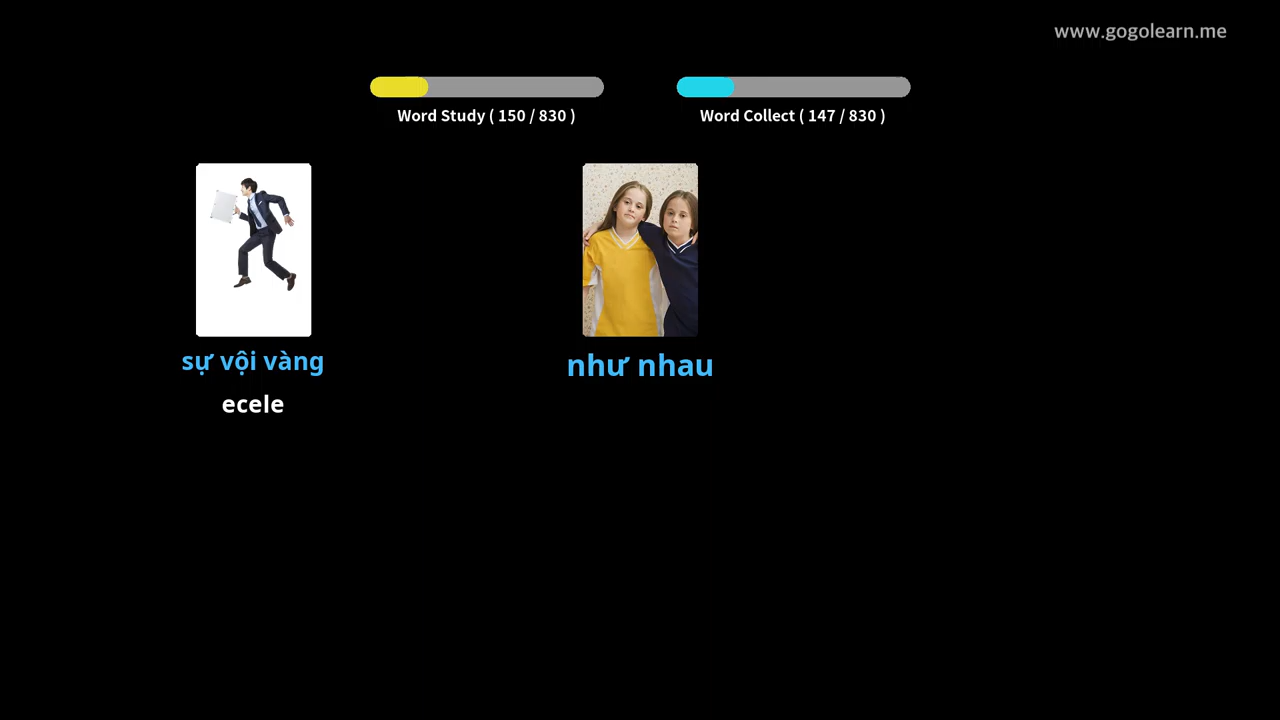 www.gogolearn.me
Word Study ( 150 / 830 )
Word Collect ( 147 / 830 )
sự vội vàng
ecele
như nhau